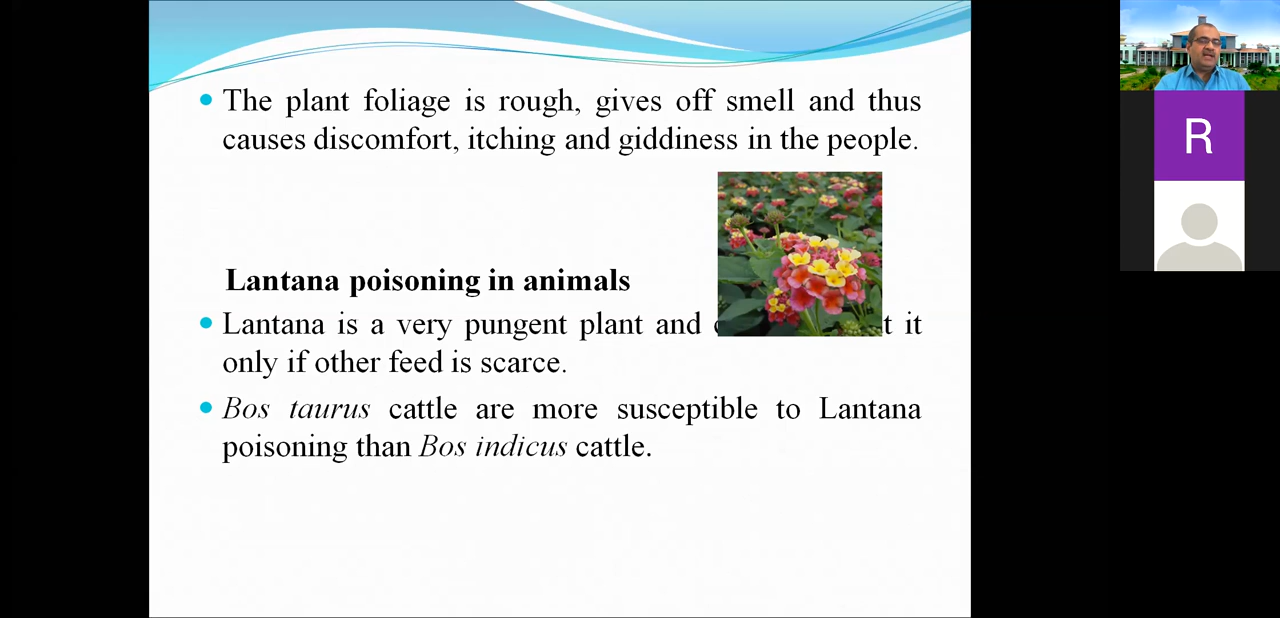 The plant foliage is rough, gives off smell and thus
causes discomfort, itching and giddiness in the people.
Lantana poisoning in animals
Lantana is a very pungent plant and it
only if other feed is scarce.
Bos taurus cattle are more susceptible to Lantana
poisoning than Bos indicus cattle.
R